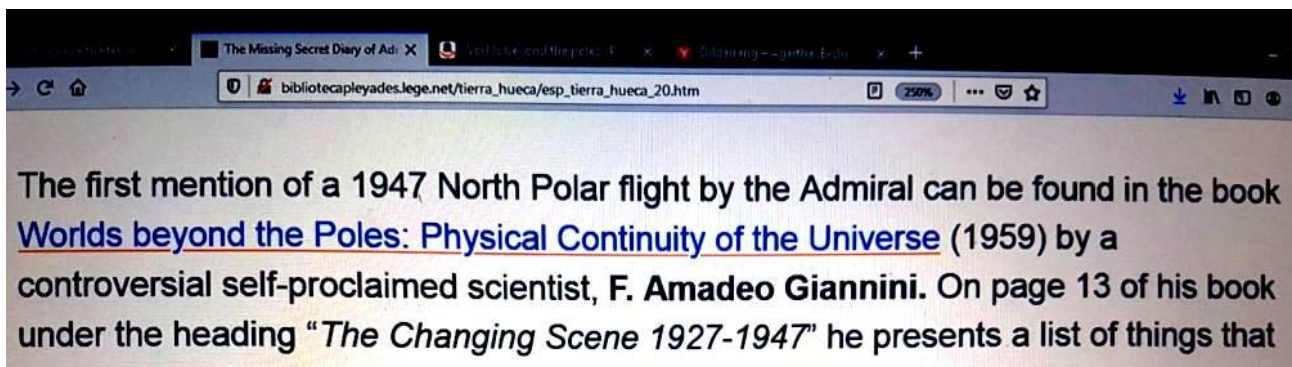 The Missing Secret Diary of Adı
bibliotecapleyades.lege.net/tierra_hueca/esp_tierra_hueca_20.htm 250%
The first mention of a 1947 North Polar flight by the Admiral can be found in the book
Worlds beyond the Poles: Physical Continuity of the Universe (1959) by a
controversial self-proclaimed scientist, F. Amadeo Giannini. On page 13 of his book
under the heading “The Changing Scene 1927-1947” he presents a list of things that